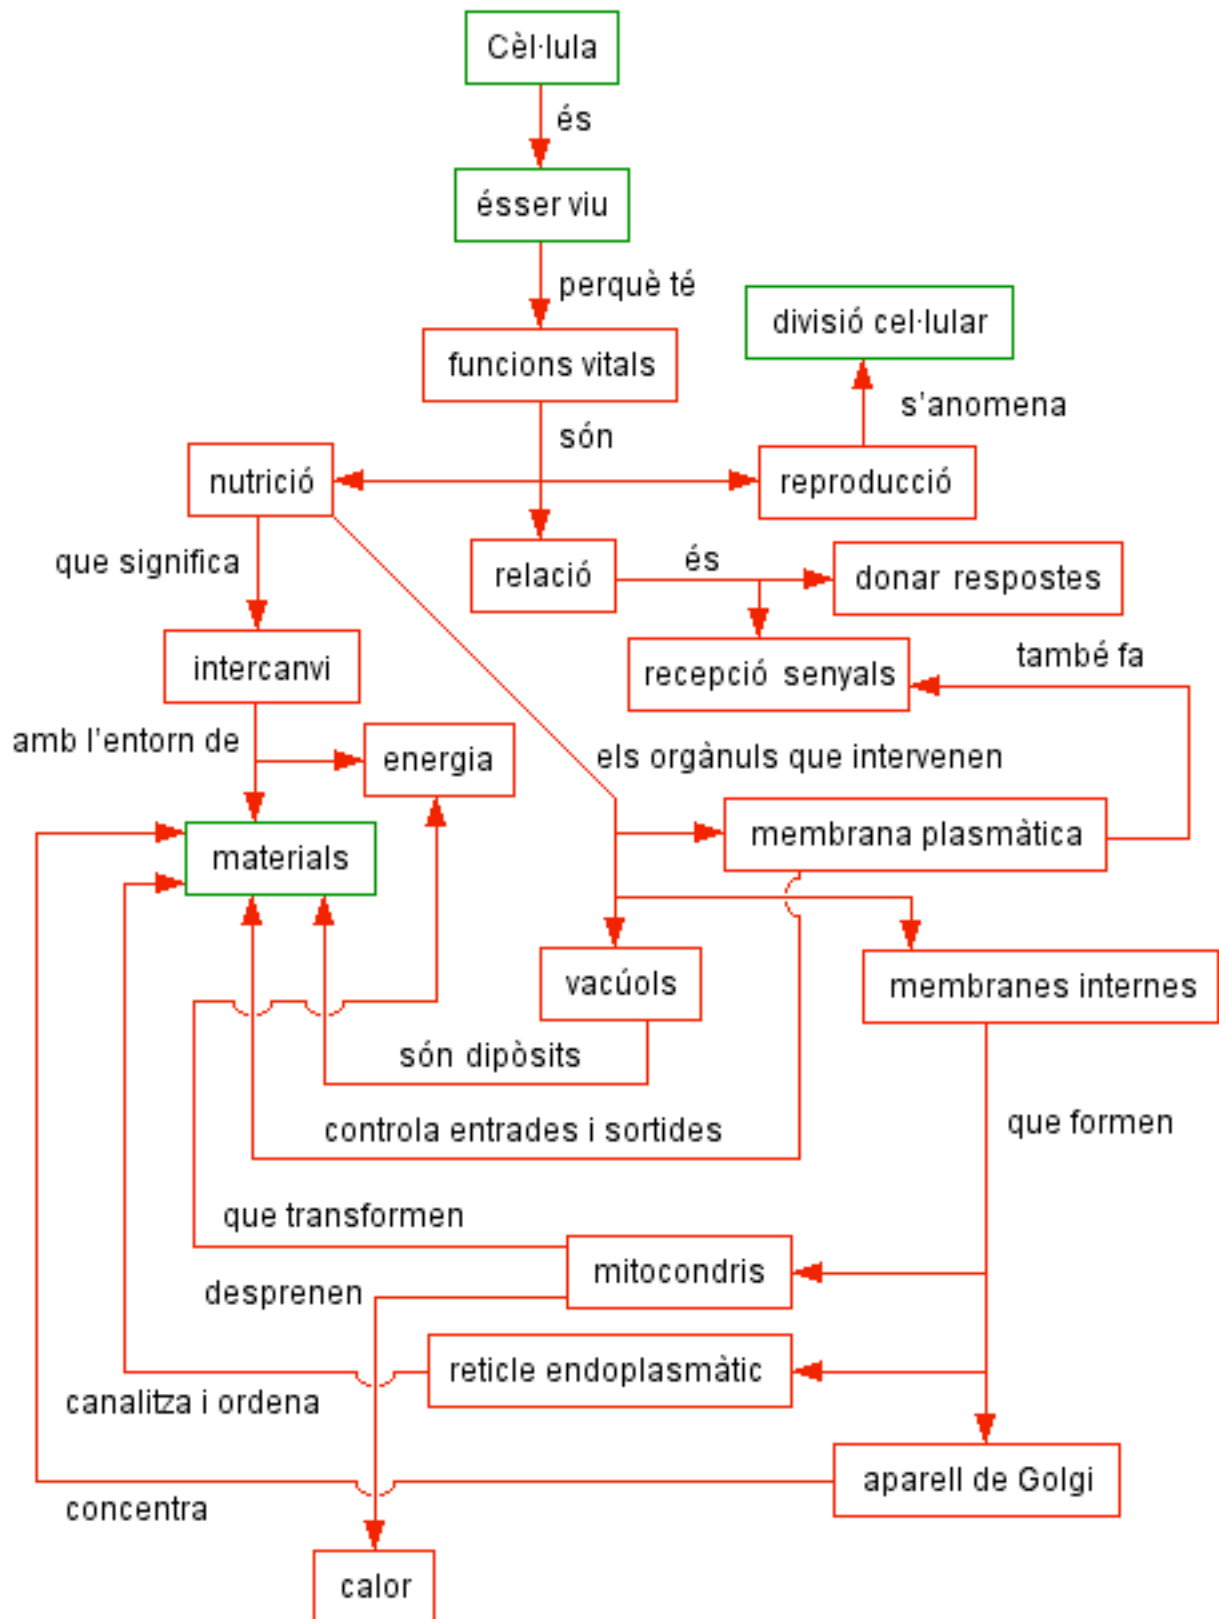 Cèl·lula
és
ésser viu
perquè té
divisió cel·lular
funcions vitals
s'anomena
són
nutrició
reproducció
que significa
relació
és
donar respostes
intercanvi
recepció senyals
també fa
amb l'entorn de
energia
els orgànuls que intervenen
materials
membrana plasmàtica
vacúols
membranes internes
són dipòsits
controla entrades i sortides
que formen
que transformen
mitocondris
desprenen
reticle endoplasmàtic
canalitza i ordena
aparell de Golgi
concentra
calor